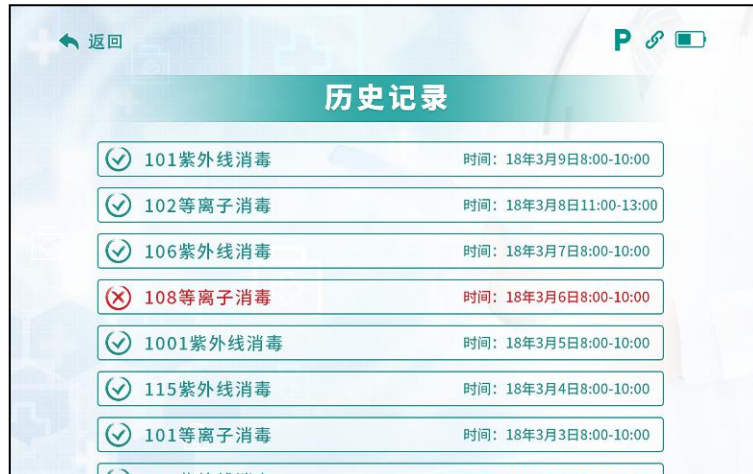 返回
P
历史记录
101紫外线消毒 时间：18年3月9日8:00-10:00
102等离子消毒 时间：18年3月8日11:00-13:00
106紫外线消毒 时间：18年3月7日8:00-10:00
108等离子消毒 时间：18年3月6日8:00-10:00
1001紫外线消毒 时间：18年3月5日8:00-10:00
115紫外线消毒 时间：18年3月4日8:00-10:00
101等离子消毒 时间：18年3月3日8:00-10:00